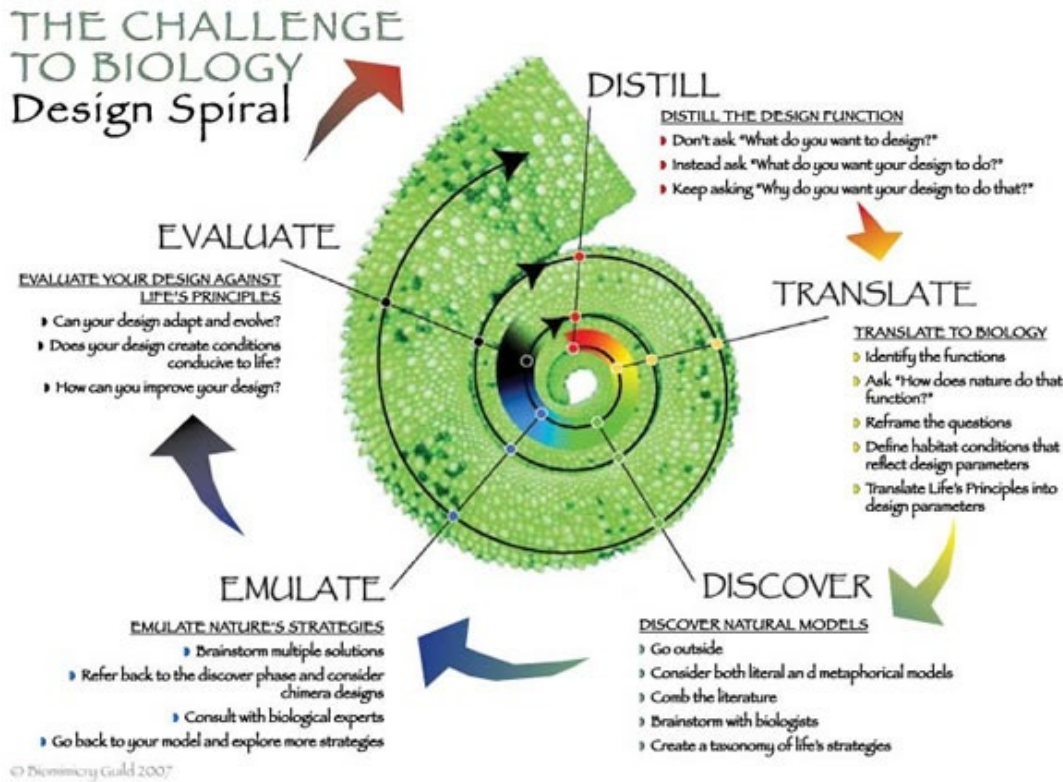 THE CHALLENGE
TO BIOLOGY
Design Spiral
DISTILL
DISTILL THE DESIGN FUNCTION
Don't ask "What do you want to design?"
Instead ask "What do you want your design to do?"
Keep asking "Why do you want your design to do that?"
TRANSLATE
TRANSLATE TO BIOLOGY
Identify the functions
Ask "How does nature do that
function?"
Reframe the questions
Define habitat conditions that
reflect design parameters
Translate Life's Principles into
design parameters
DISCOVER
DISCOVER NATURAL MODELS
Go outside
Consider both literal an d metaphorical models
Comb the literature
Brainstorm with biologists
Create a taxonomy of life's strategies
EMULATE
EMULATE NATURE'S STRATEGIES
Brainstorm multiple solutions
Refer back to the discover phase and consider
chimera designs
Consult with biological experts
Go back to your model and explore more strategies
EVALUATE
EVALUATE YOUR DESIGN AGAINST
LIFE'S PRINCIPLES
Can your design adapt and evolve?
Does your design create conditions
conducive to life?
How can you improve your design?
© Biomimicry Guild 2007